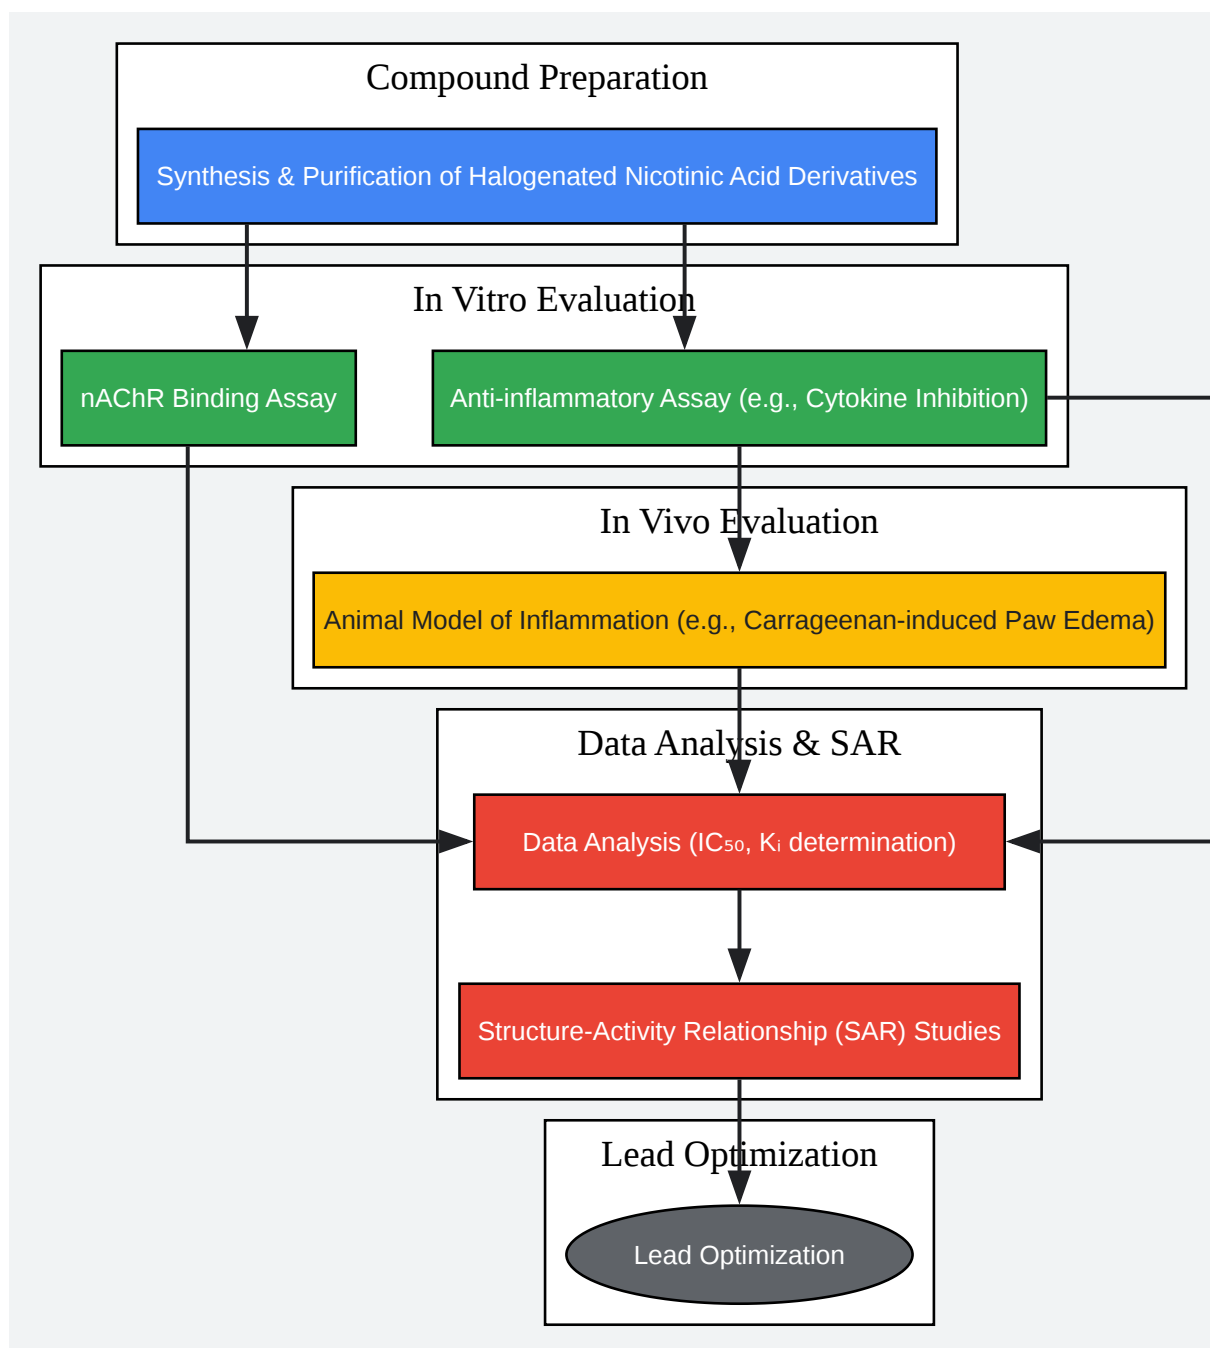 Compound Preparation
Synthesis & Purification of Halogenated Nicotinic Acid Derivatives
In Vitro Evaluation
nAChR Binding Assay
Anti-inflammatory Assay (e.g., Cytokine Inhibition)
In Vivo Evaluation
Animal Model of Inflammation (e.g., Carrageenan-induced Paw Edema)
Data Analysis & SAR
Data Analysis (IC₅₀, Kᵢ determination)
Structure-Activity Relationship (SAR) Studies
Lead Optimization
Lead Optimization